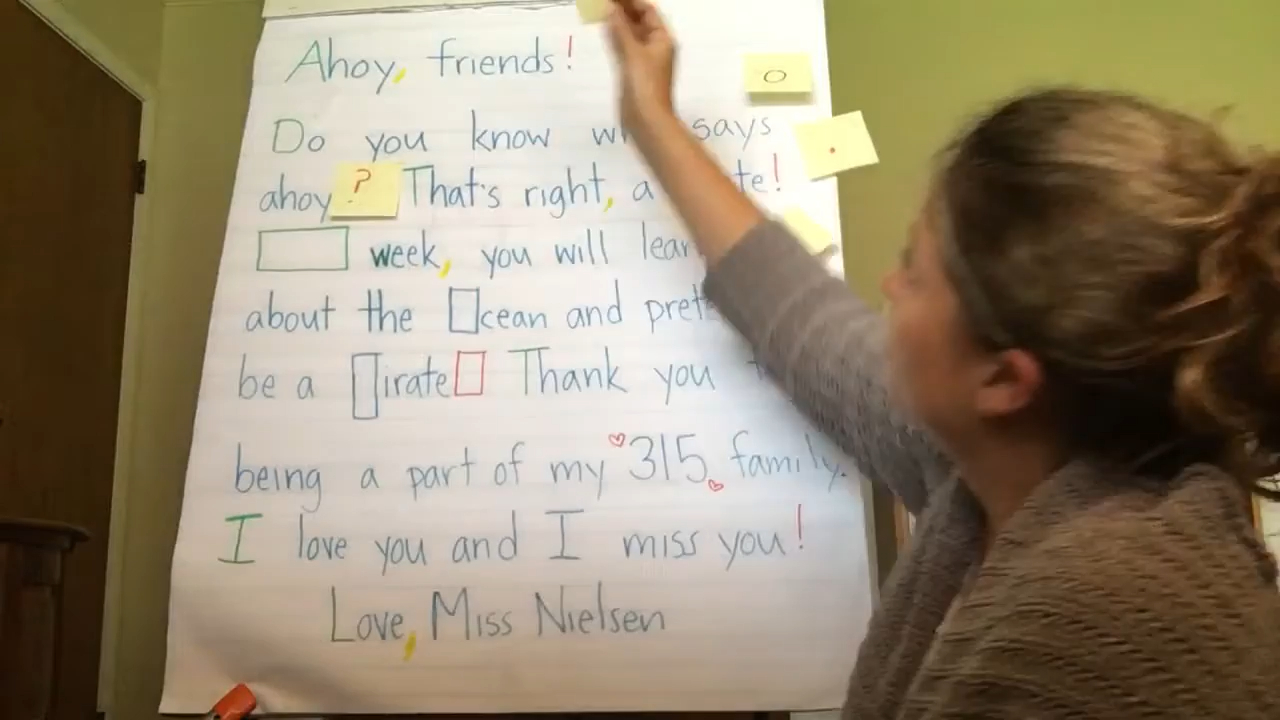 Ahoy, friends!
o
Do you know says
.
ahoy? That's right, a
week, you will
about the cean and
be a irate Thank you
being a part of my 315 family.
I love you and I miss you!
Love, Miss Nielsen